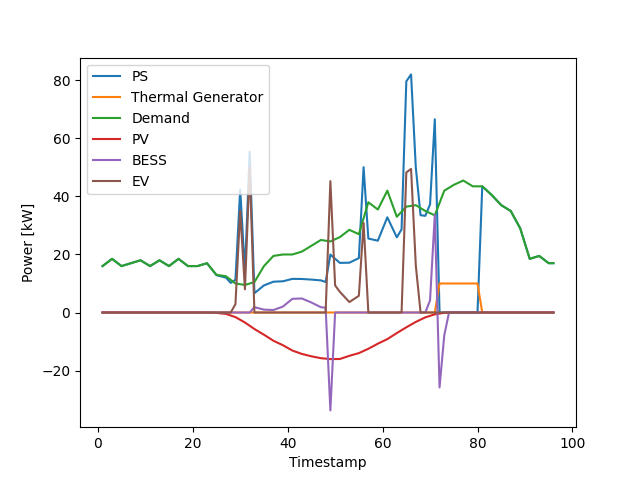 PS
Thermal Generator
Demand
PV
BESS
EV
Power [kW]
80
60
40
20
0
−20
0 20 40 60 80 100
Timestamp